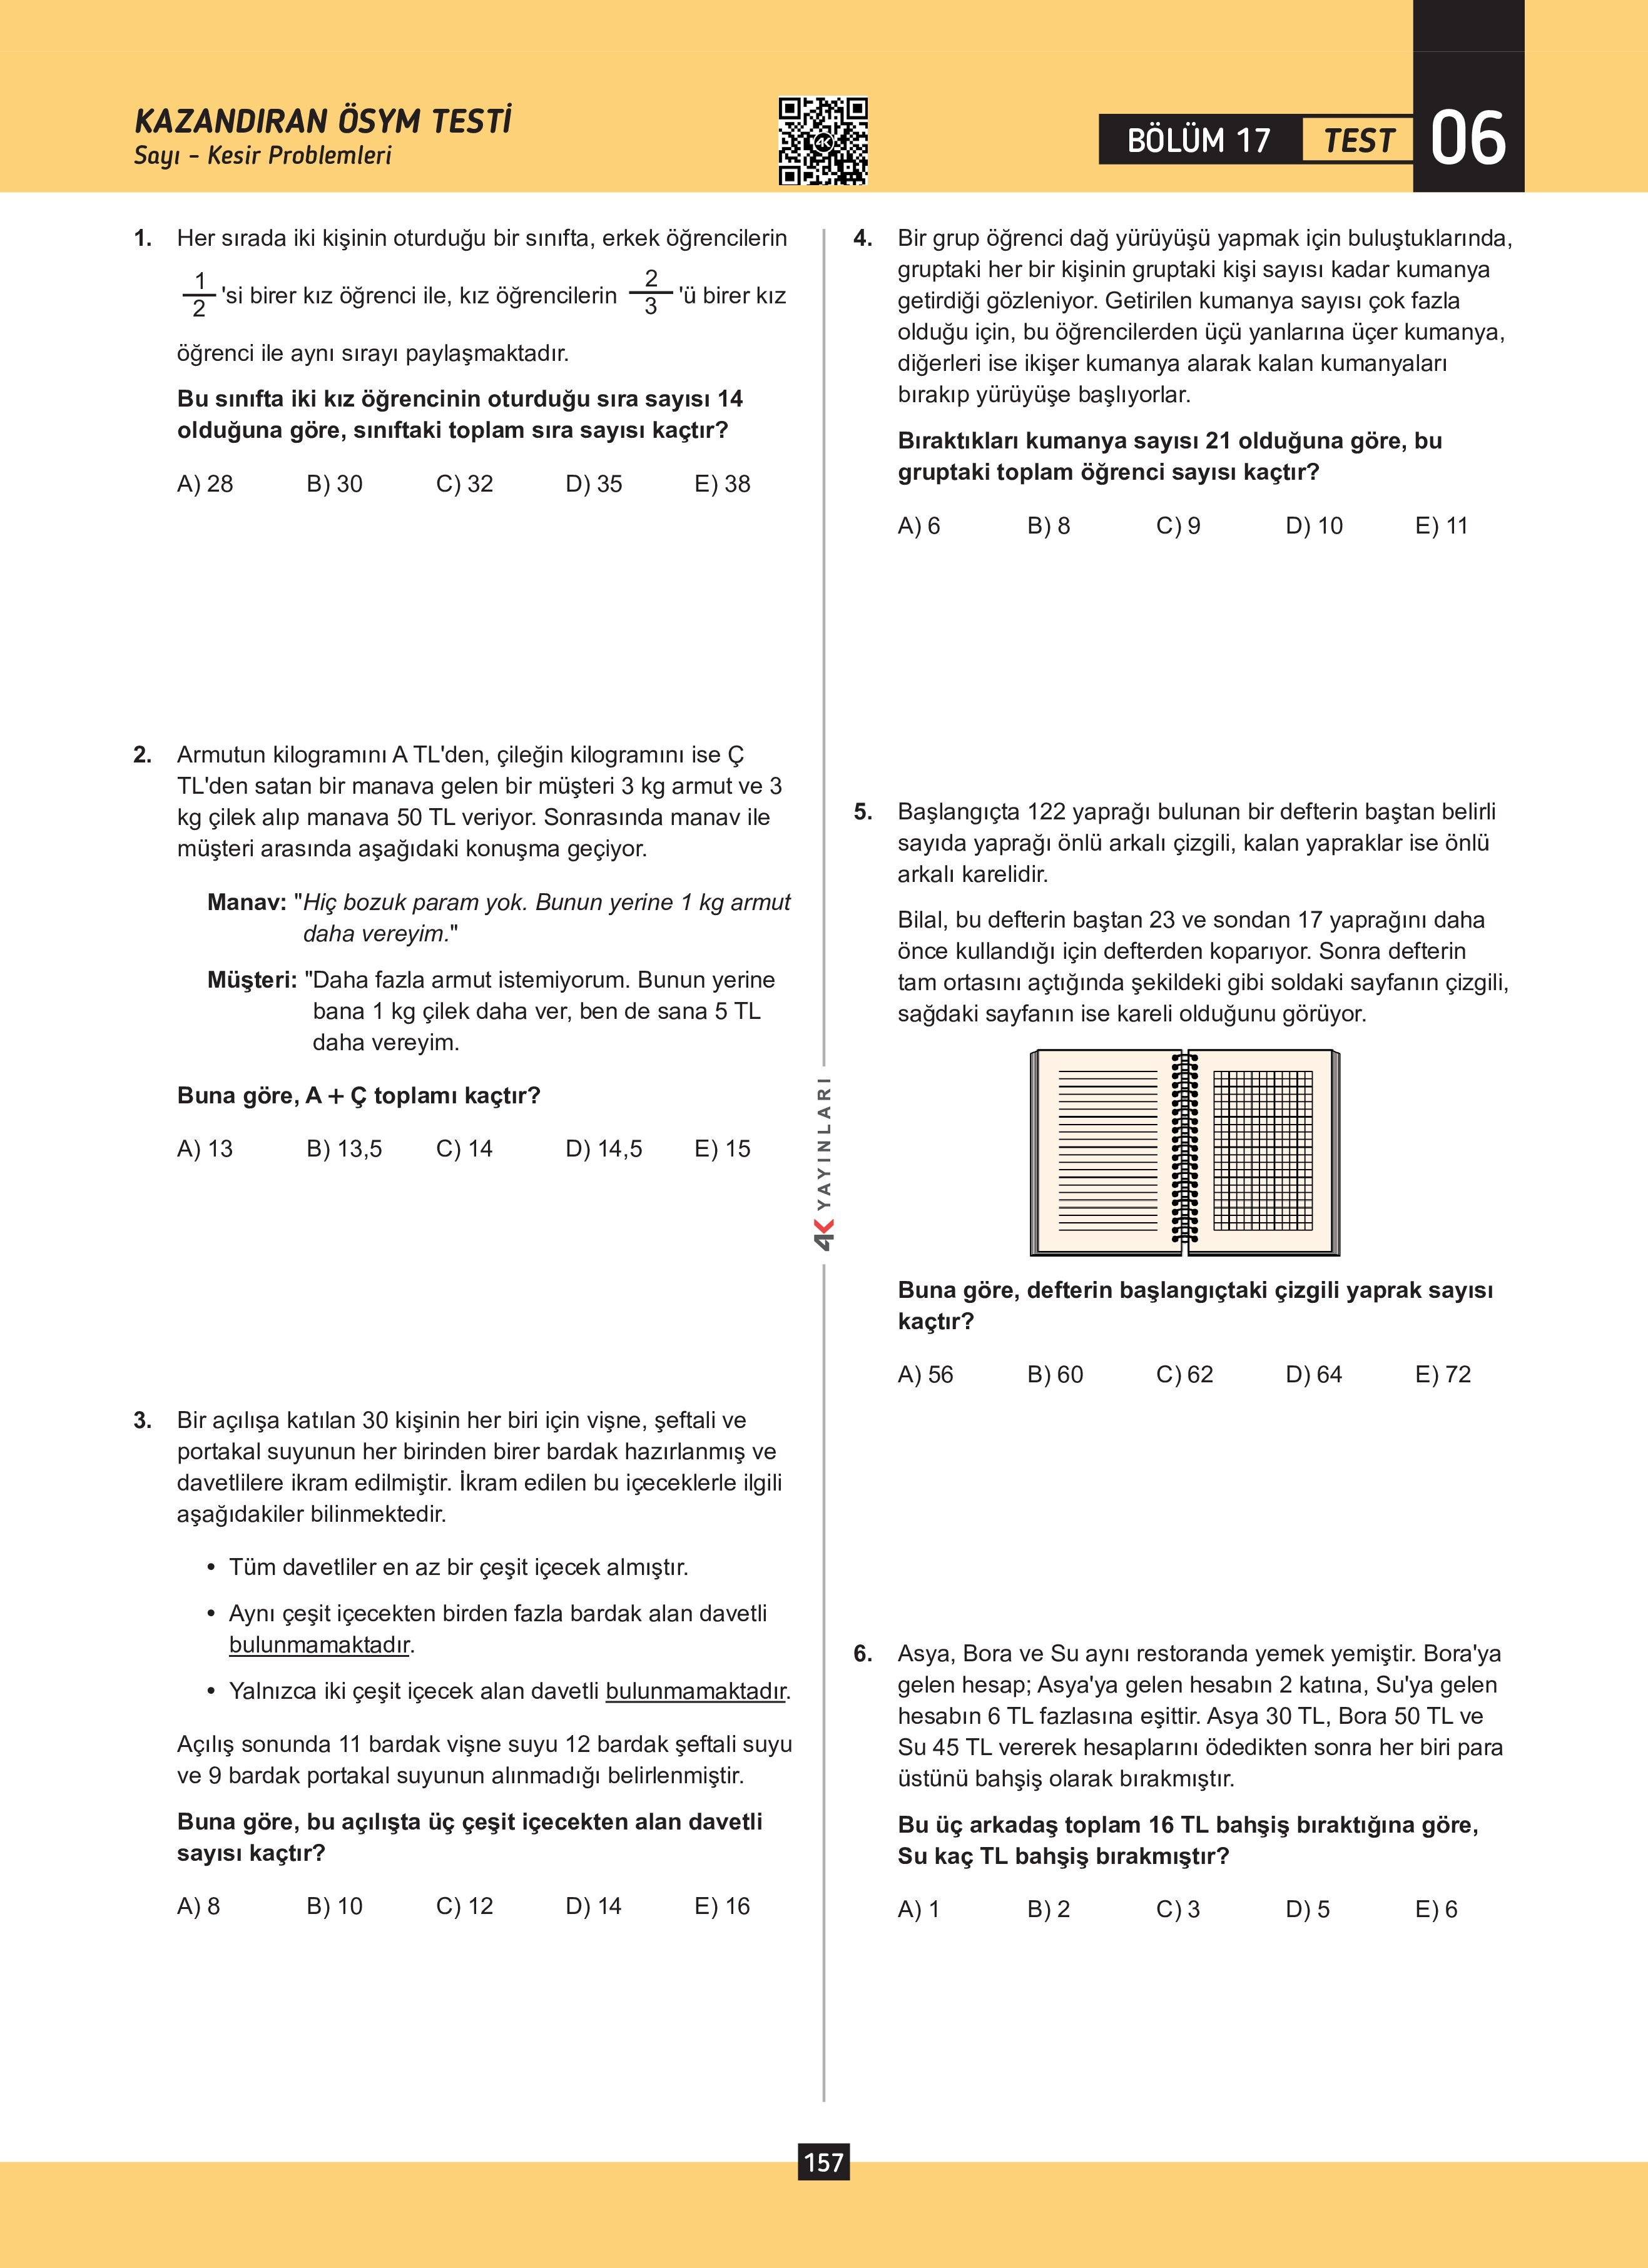 KAZANDIRAN ÖSYM TESTİ
Sayı - Kesir Problemleri
4K
BÖLÜM 17
TEST
06
1. Her sırada iki kişinin oturduğu bir sınıfta, erkek öğrencilerin
1/2 'si birer kız öğrenci ile, kız öğrencilerin 2/3 'ü birer kız
öğrenci ile aynı sırayı paylaşmaktadır.
Bu sınıfta iki kız öğrencinin oturduğu sıra sayısı 14
olduğuna göre, sınıftaki toplam sıra sayısı kaçtır?
A) 28 B) 30 C) 32 D) 35 E) 38
2. Armutun kilogramını A TL'den, çileğin kilogramını ise Ç
TL'den satan bir manava gelen bir müşteri 3 kg armut ve 3
kg çilek alıp manava 50 TL veriyor. Sonrasında manav ile
müşteri arasında aşağıdaki konuşma geçiyor.
Manav: "Hiç bozuk param yok. Bunun yerine 1 kg armut
daha vereyim."
Müşteri: "Daha fazla armut istemiyorum. Bunun yerine
bana 1 kg çilek daha ver, ben de sana 5 TL
daha vereyim.
Buna göre, A + Ç toplamı kaçtır?
A) 13 B) 13,5 C) 14 D) 14,5 E) 15
3. Bir açılışa katılan 30 kişinin her biri için vişne, şeftali ve
portakal suyunun her birinden birer bardak hazırlanmış ve
davetlilere ikram edilmiştir. İkram edilen bu içeceklerle ilgili
aşağıdakiler bilinmektedir.
• Tüm davetliler en az bir çeşit içecek almıştır.
• Aynı çeşit içecekten birden fazla bardak alan davetli
bulunmamaktadır.
• Yalnızca iki çeşit içecek alan davetli bulunmamaktadır.
Açılış sonunda 11 bardak vişne suyu 12 bardak şeftali suyu
ve 9 bardak portakal suyunun alınmadığı belirlenmiştir.
Buna göre, bu açılışta üç çeşit içecekten alan davetli
sayısı kaçtır?
A) 8 B) 10 C) 12 D) 14 E) 16
4K YAYINLARI
4. Bir grup öğrenci dağ yürüyüşü yapmak için buluştuklarında,
gruptaki her bir kişinin gruptaki kişi sayısı kadar kumanya
getirdiği gözleniyor. Getirilen kumanya sayısı çok fazla
olduğu için, bu öğrencilerden üçü yanlarına üçer kumanya,
diğerleri ise ikişer kumanya alarak kalan kumanyaları
bırakıp yürüyüşe başlıyorlar.
Bıraktıkları kumanya sayısı 21 olduğuna göre, bu
gruptaki toplam öğrenci sayısı kaçtır?
A) 6 B) 8 C) 9 D) 10 E) 11
5. Başlangıçta 122 yaprağı bulunan bir defterin baştan belirli
sayıda yaprağı önlü arkalı çizgili, kalan yapraklar ise önlü
arkalı karelidir.
Bilal, bu defterin baştan 23 ve sondan 17 yaprağını daha
önce kullandığı için defterden koparıyor. Sonra defterin
tam ortasını açtığında şekildeki gibi soldaki sayfanın çizgili,
sağdaki sayfanın ise kareli olduğunu görüyor.
Buna göre, defterin başlangıçtaki çizgili yaprak sayısı
kaçtır?
A) 56 B) 60 C) 62 D) 64 E) 72
6. Asya, Bora ve Su aynı restoranda yemek yemiştir. Bora'ya
gelen hesap; Asya'ya gelen hesabın 2 katına, Su'ya gelen
hesabın 6 TL fazlasına eşittir. Asya 30 TL, Bora 50 TL ve
Su 45 TL vererek hesaplarını ödedikten sonra her biri para
üstünü bahşiş olarak bırakmıştır.
Bu üç arkadaş toplam 16 TL bahşiş bıraktığına göre,
Su kaç TL bahşiş bırakmıştır?
A) 1 B) 2 C) 3 D) 5 E) 6
157